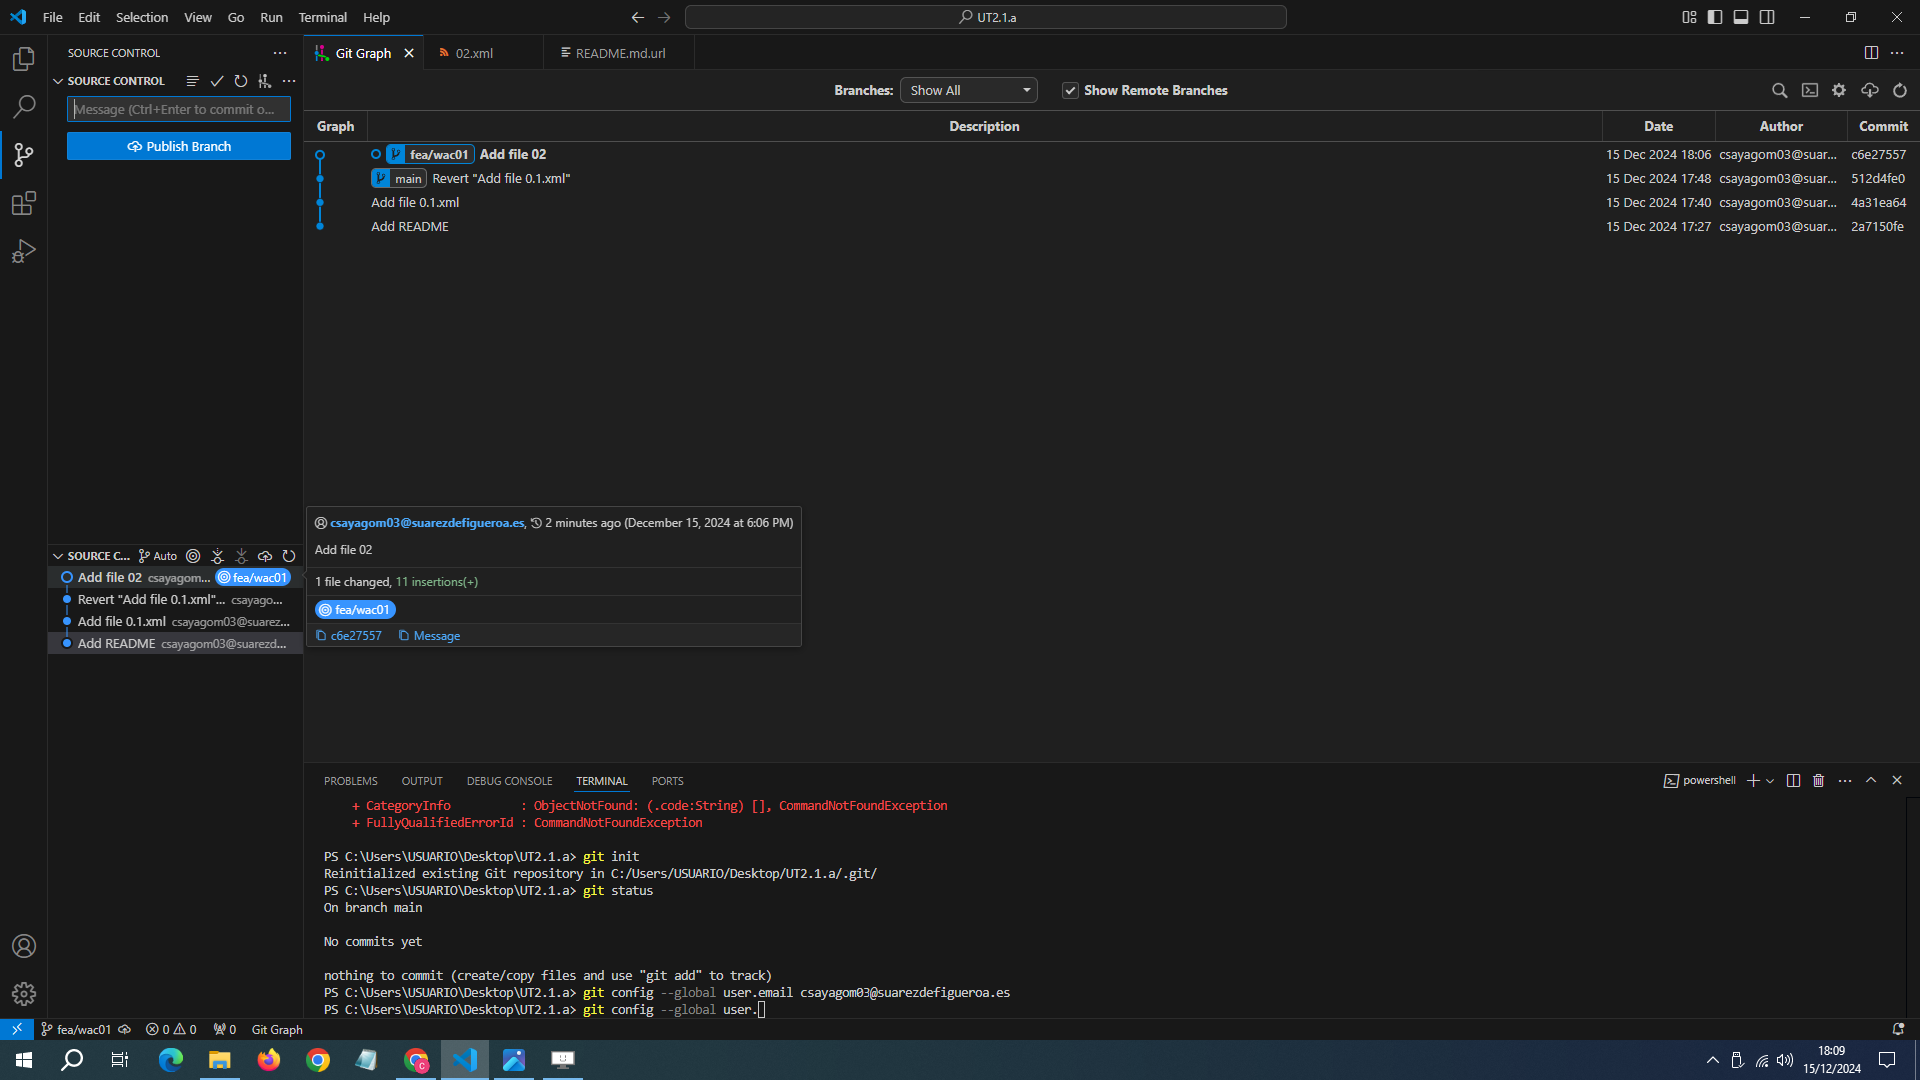 File Edit Selection View Go Run Terminal Help
UT2.1.a
SOURCE CONTROL
SOURCE CONTROL
Message (Ctrl+Enter to commit o...
Publish Branch
Git Graph
02.xml
README.md.url
Branches: Show All
Show Remote Branches
Graph Description Date Author Commit
fea/wac01 Add file 02 15 Dec 2024 18:06 csayagom03@suar... c6e27557
main Revert "Add file 0.1.xml" 15 Dec 2024 17:48 csayagom03@suar... 512d4fe0
Add file 0.1.xml 15 Dec 2024 17:40 csayagom03@suar... 4a31ea64
Add README 15 Dec 2024 17:27 csayagom03@suar... 2a7150fe
SOURCE C... Auto
Add file 02 csayagom... fea/wac01
Revert "Add file 0.1.xml"... csayago...
Add file 0.1.xml csayagom03@suarez...
Add README csayagom03@suarezd...
csayagom03@suarezdefigueroa.es, 2 minutes ago (December 15, 2024 at 6:06 PM)
Add file 02
1 file changed, 11 insertions(+)
fea/wac01
c6e27557 Message
PROBLEMS OUTPUT DEBUG CONSOLE TERMINAL PORTS
powershell
+ CategoryInfo : ObjectNotFound: (.code:String) [], CommandNotFoundException
+ FullyQualifiedErrorId : CommandNotFoundException
PS C:\Users\USUARIO\Desktop\UT2.1.a> git init
Reinitialized existing Git repository in C:/Users/USUARIO/Desktop/UT2.1.a/.git/
PS C:\Users\USUARIO\Desktop\UT2.1.a> git status
On branch main
No commits yet
nothing to commit (create/copy files and use "git add" to track)
PS C:\Users\USUARIO\Desktop\UT2.1.a> git config --global user.email csayagom03@suarezdefigueroa.es
PS C:\Users\USUARIO\Desktop\UT2.1.a> git config --global user.
fea/wac01 0 0 0 Git Graph
18:09
15/12/2024